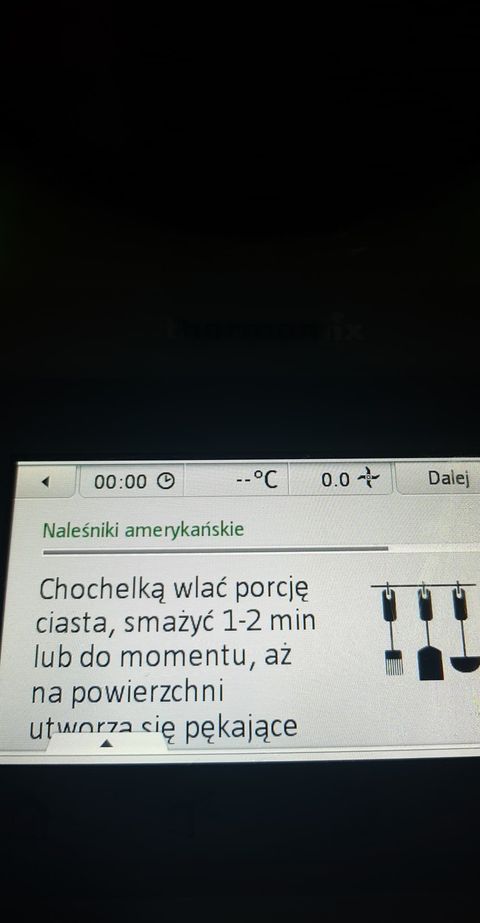 00:00 --°C 0.0 Dalej
Naleśniki amerykańskie
Chochelką wlać porcję
ciasta, smażyć 1-2 min
lub do momentu, aż
na powierzchni
utworzą się pękające